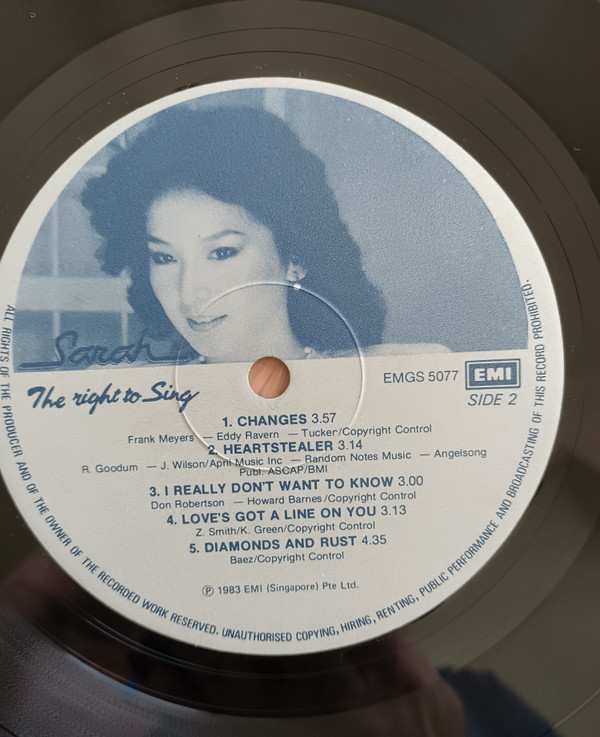 Sarah
The right to Sing
EMGS 5077 EMI
SIDE 2
1. CHANGES 3.57
Frank Meyers — Eddy Ravern — Tucker/Copyright Control
2. HEARTSTEALER 3.14
R. Goodum — J. Wilson/April Music Inc — Random Notes Music — Angelsong
Publ. ASCAP/BMI
3. I REALLY DON'T WANT TO KNOW 3.00
Don Robertson — Howard Barnes/Copyright Control
4. LOVE'S GOT A LINE ON YOU 3.13
Z. Smith/K. Green/Copyright Control
5. DIAMONDS AND RUST 4.35
Baez/Copyright Control
Ⓟ 1983 EMI (Singapore) Pte Ltd.
ALL RIGHTS OF THE PRODUCER AND OF THE OWNER OF THE RECORDED WORK RESERVED. UNAUTHORISED COPYING, HIRING, RENTING, PUBLIC PERFORMANCE AND BROADCASTING OF THIS RECORD PROHIBITED.